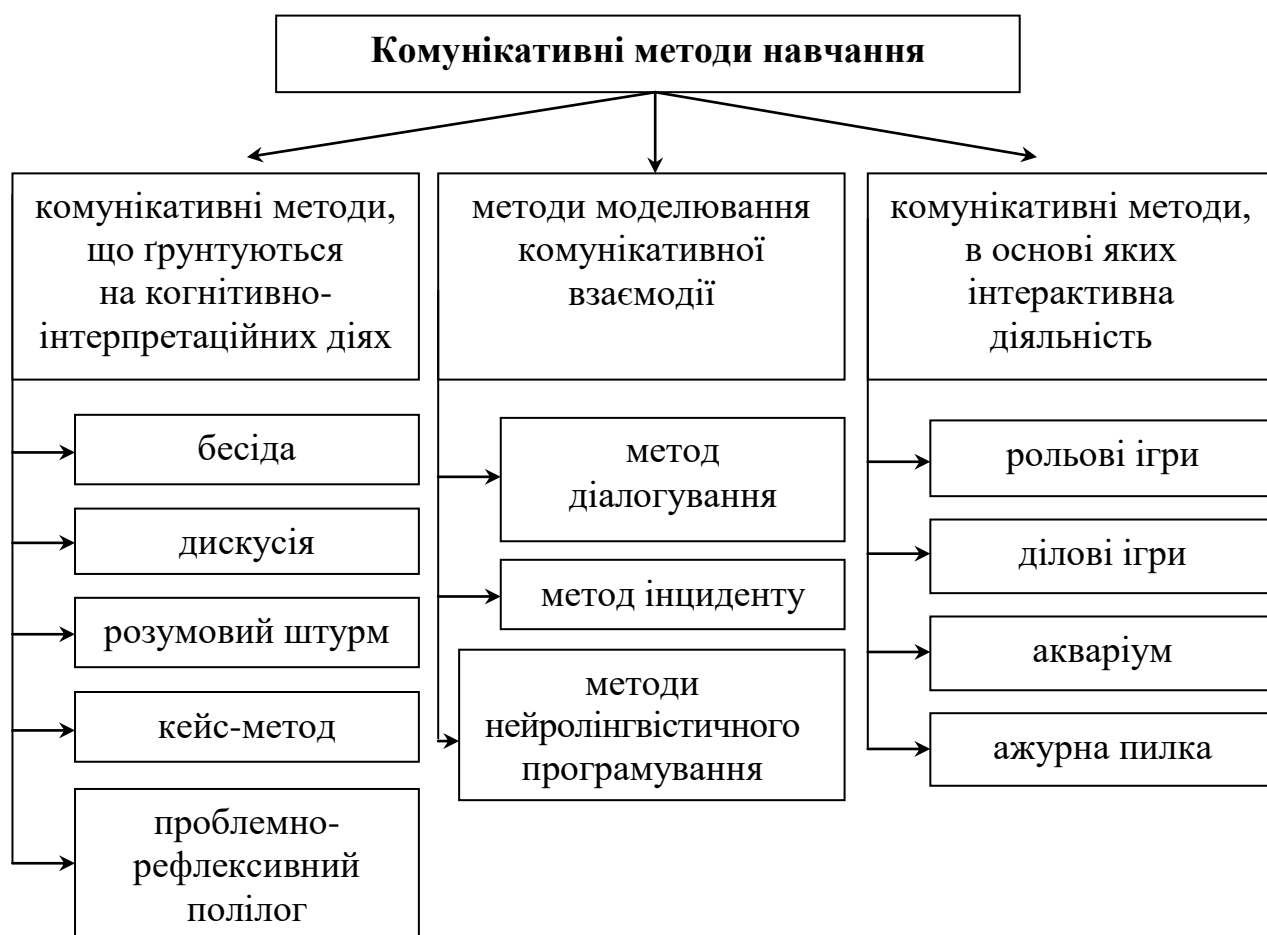 Комунікативні методи навчання
комунікативні методи,
що ґрунтуються
на когнітивно-
інтерпретаційних діях
бесіда
дискусія
розумовий штурм
кейс-метод
проблемно-
рефлексивний
полілог
методи моделювання
комунікативної
взаємодії
метод
діалогування
метод інциденту
методи
нейролінгвістичного
програмування
комунікативні методи,
в основі яких
інтерактивна
діяльність
рольові ігри
ділові ігри
акваріум
ажурна пилка